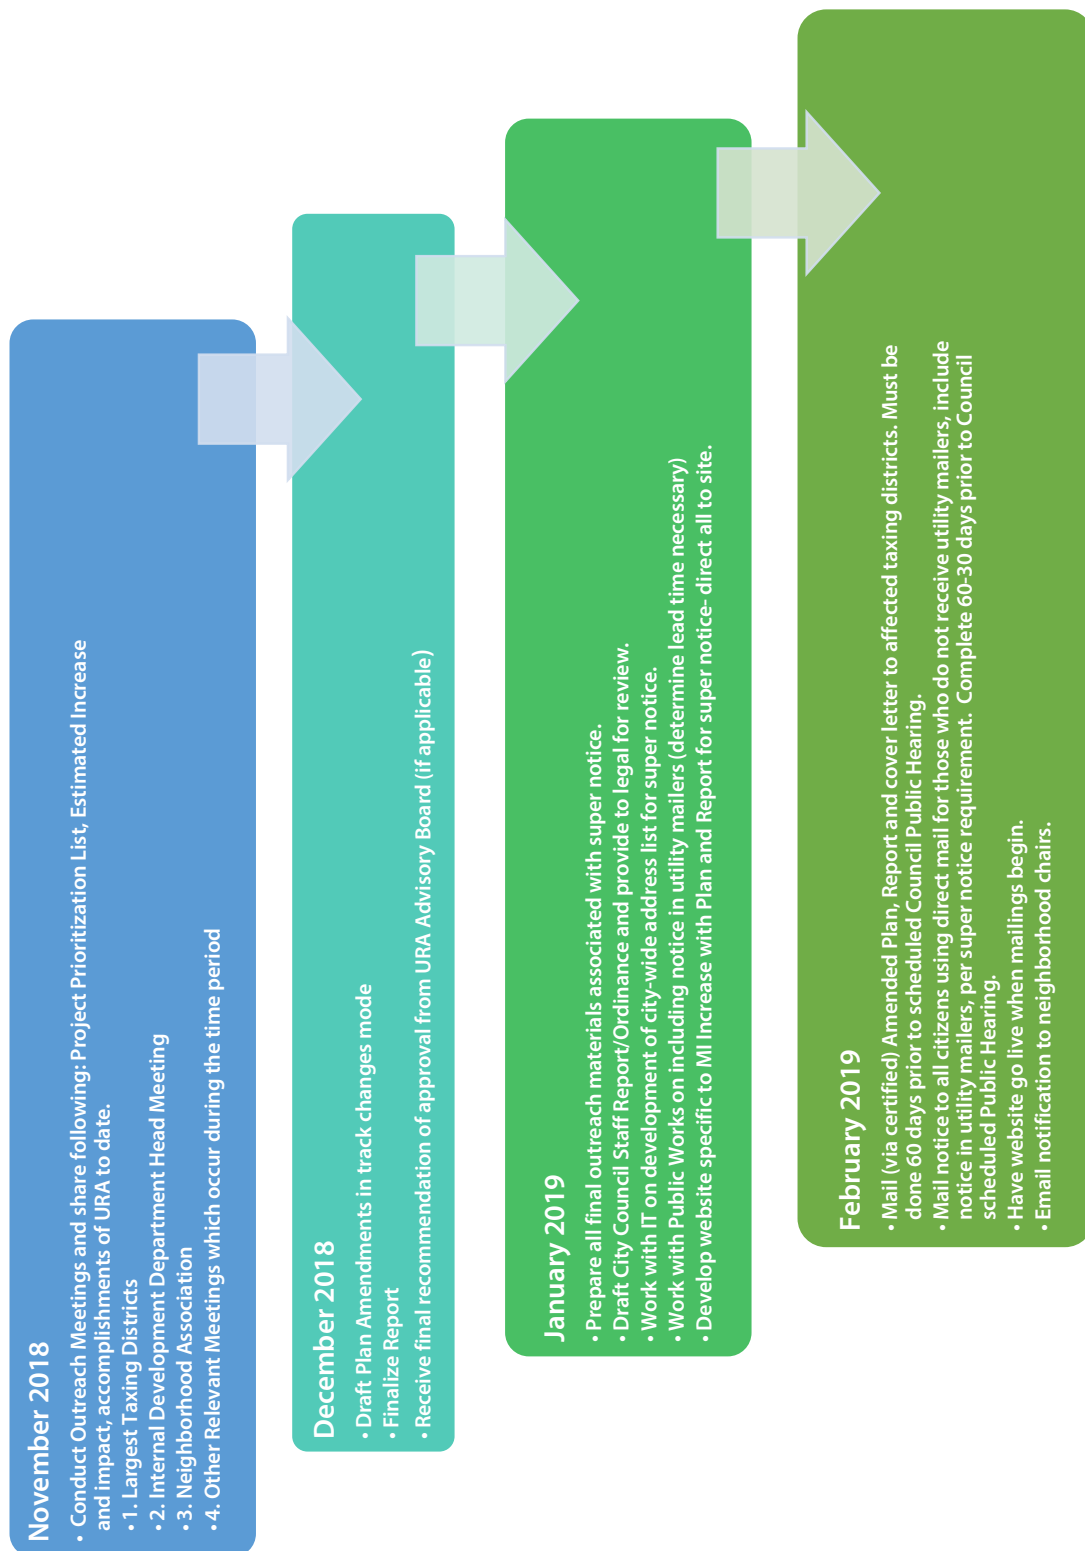 November 2018
• Conduct Outreach Meetings and share following: Project Prioritization List, Estimated Increase
and impact, accomplishments of URA to date.
• 1. Largest Taxing Districts
• 2. Internal Development Department Head Meeting
• 3. Neighborhood Association
• 4. Other Relevant Meetings which occur during the time period
December 2018
• Draft Plan Amendments in track changes mode
• Finalize Report
• Receive final recommendation of approval from URA Advisory Board (if applicable)
January 2019
• Prepare all final outreach materials associated with super notice.
• Draft City Council Staff Report/Ordinance and provide to legal for review.
• Work with IT on development of city-wide address list for super notice.
• Work with Public Works on including notice in utility mailers (determine lead time necessary)
• Develop website specific to MI Increase with Plan and Report for super notice- direct all to site.
February 2019
• Mail (via certified) Amended Plan, Report and cover letter to affected taxing districts. Must be
done 60 days prior to scheduled Council Public Hearing.
• Mail notice to all citizens using direct mail for those who do not receive utility mailers, include
notice in utility mailers, per super notice requirement.  Complete 60-30 days prior to Council
scheduled Public Hearing.
• Have website go live when mailings begin.
• Email notification to neighborhood chairs.